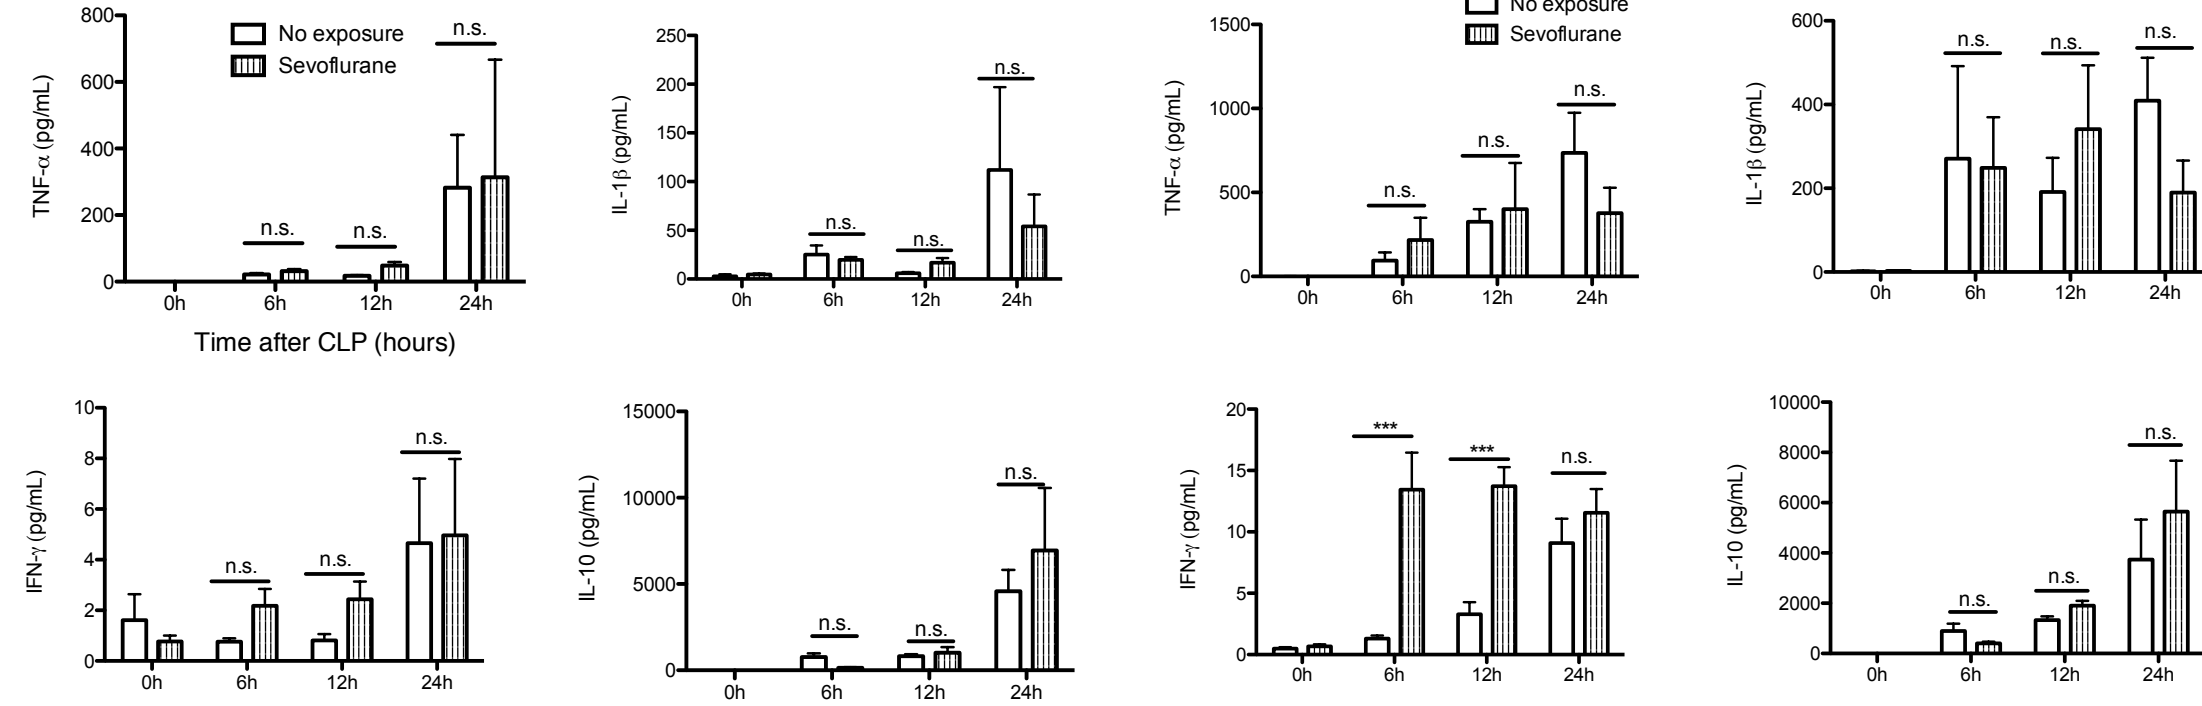 800
600
400
200
0
TNF-α (pg/mL)
No exposure
Sevoflurane
n.s.
n.s.
n.s.
0h
6h
12h
24h
Time after CLP (hours)
250
200
150
100
50
0
IL-1β (pg/mL)
n.s.
n.s.
n.s.
0h
6h
12h
24h
1500
1000
500
0
TNF-α (pg/mL)
No exposure
Sevoflurane
n.s.
n.s.
n.s.
0h
6h
12h
24h
600
400
200
0
IL-1β (pg/mL)
n.s.
n.s.
n.s.
0h
6h
12h
24h
10
8
6
4
2
0
IFN-γ (pg/mL)
n.s.
n.s.
n.s.
0h
6h
12h
24h
15000
10000
5000
0
IL-10 (pg/mL)
n.s.
n.s.
n.s.
0h
6h
12h
24h
20
15
10
5
0
IFN-γ (pg/mL)
***
***
n.s.
0h
6h
12h
24h
10000
8000
6000
4000
2000
0
IL-10 (pg/mL)
n.s.
n.s.
n.s.
0h
6h
12h
24h